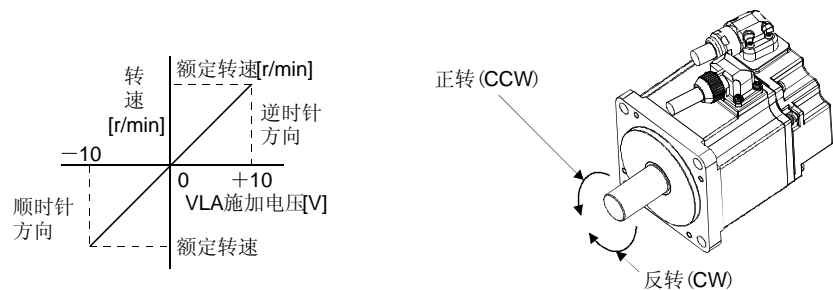 转
速
[r/min]
额定转速[r/min]
逆时针
方向
－10
0
＋10
VLA施加电压[V]
顺时针
方向
额定转速
正转(CCW)
反转(CW)